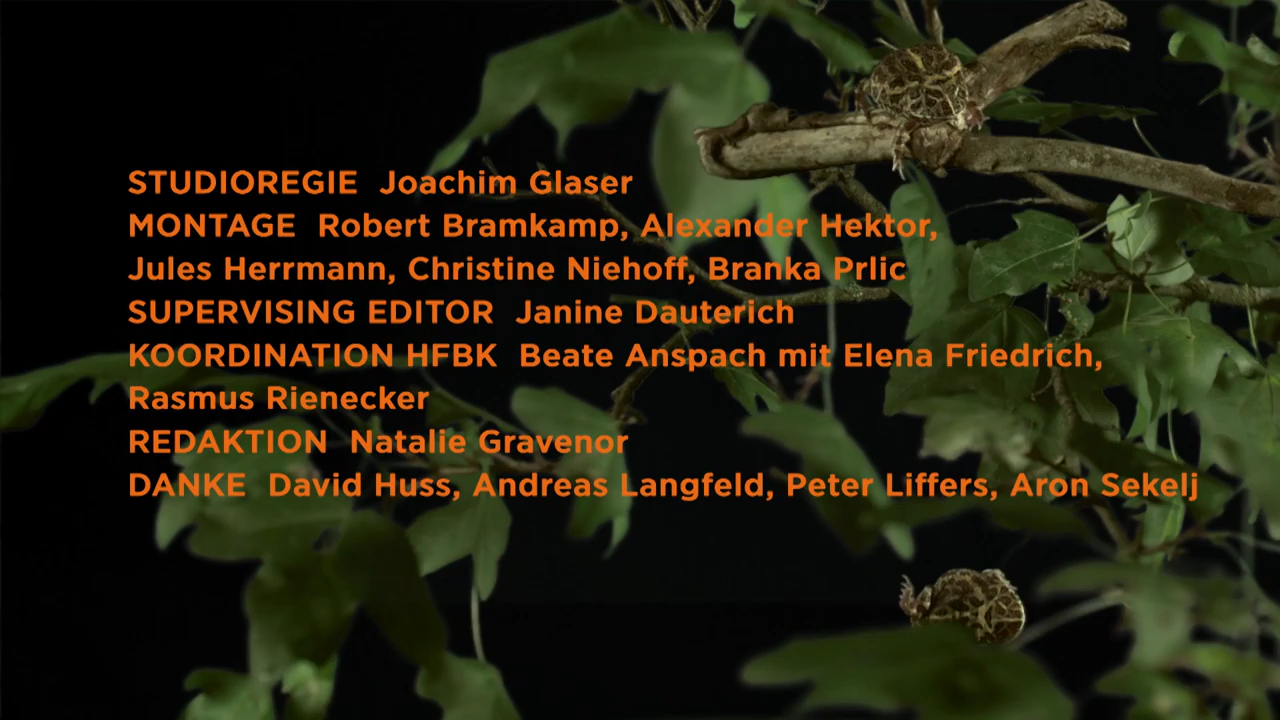 STUDIOREGIE Joachim Glaser
MONTAGE Robert Bramkamp, Alexander Hektor,
Jules Herrmann, Christine Niehoff, Branka Prlic
SUPERVISING EDITOR Janine Dauterich
KOORDINATION HFBK Beate Anspach mit Elena Friedrich,
Rasmus Rienecker
REDAKTION Natalie Gravenor
DANKE David Huss, Andreas Langfeld, Peter Liffers, Aron Sekelj